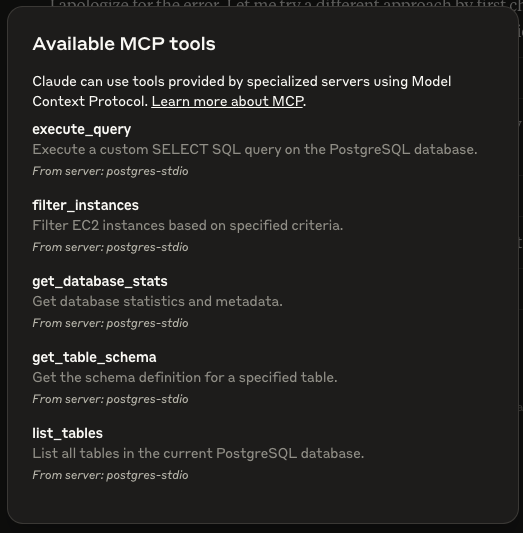 I apologize for the error. Let me try a different approach by first
Available MCP tools
Claude can use tools provided by specialized servers using Model
Context Protocol. Learn more about MCP.
execute_query
Execute a custom SELECT SQL query on the PostgreSQL database.
From server: postgres-stdio
filter_instances
Filter EC2 instances based on specified criteria.
From server: postgres-stdio
get_database_stats
Get database statistics and metadata.
From server: postgres-stdio
get_table_schema
Get the schema definition for a specified table.
From server: postgres-stdio
list_tables
List all tables in the current PostgreSQL database.
From server: postgres-stdio